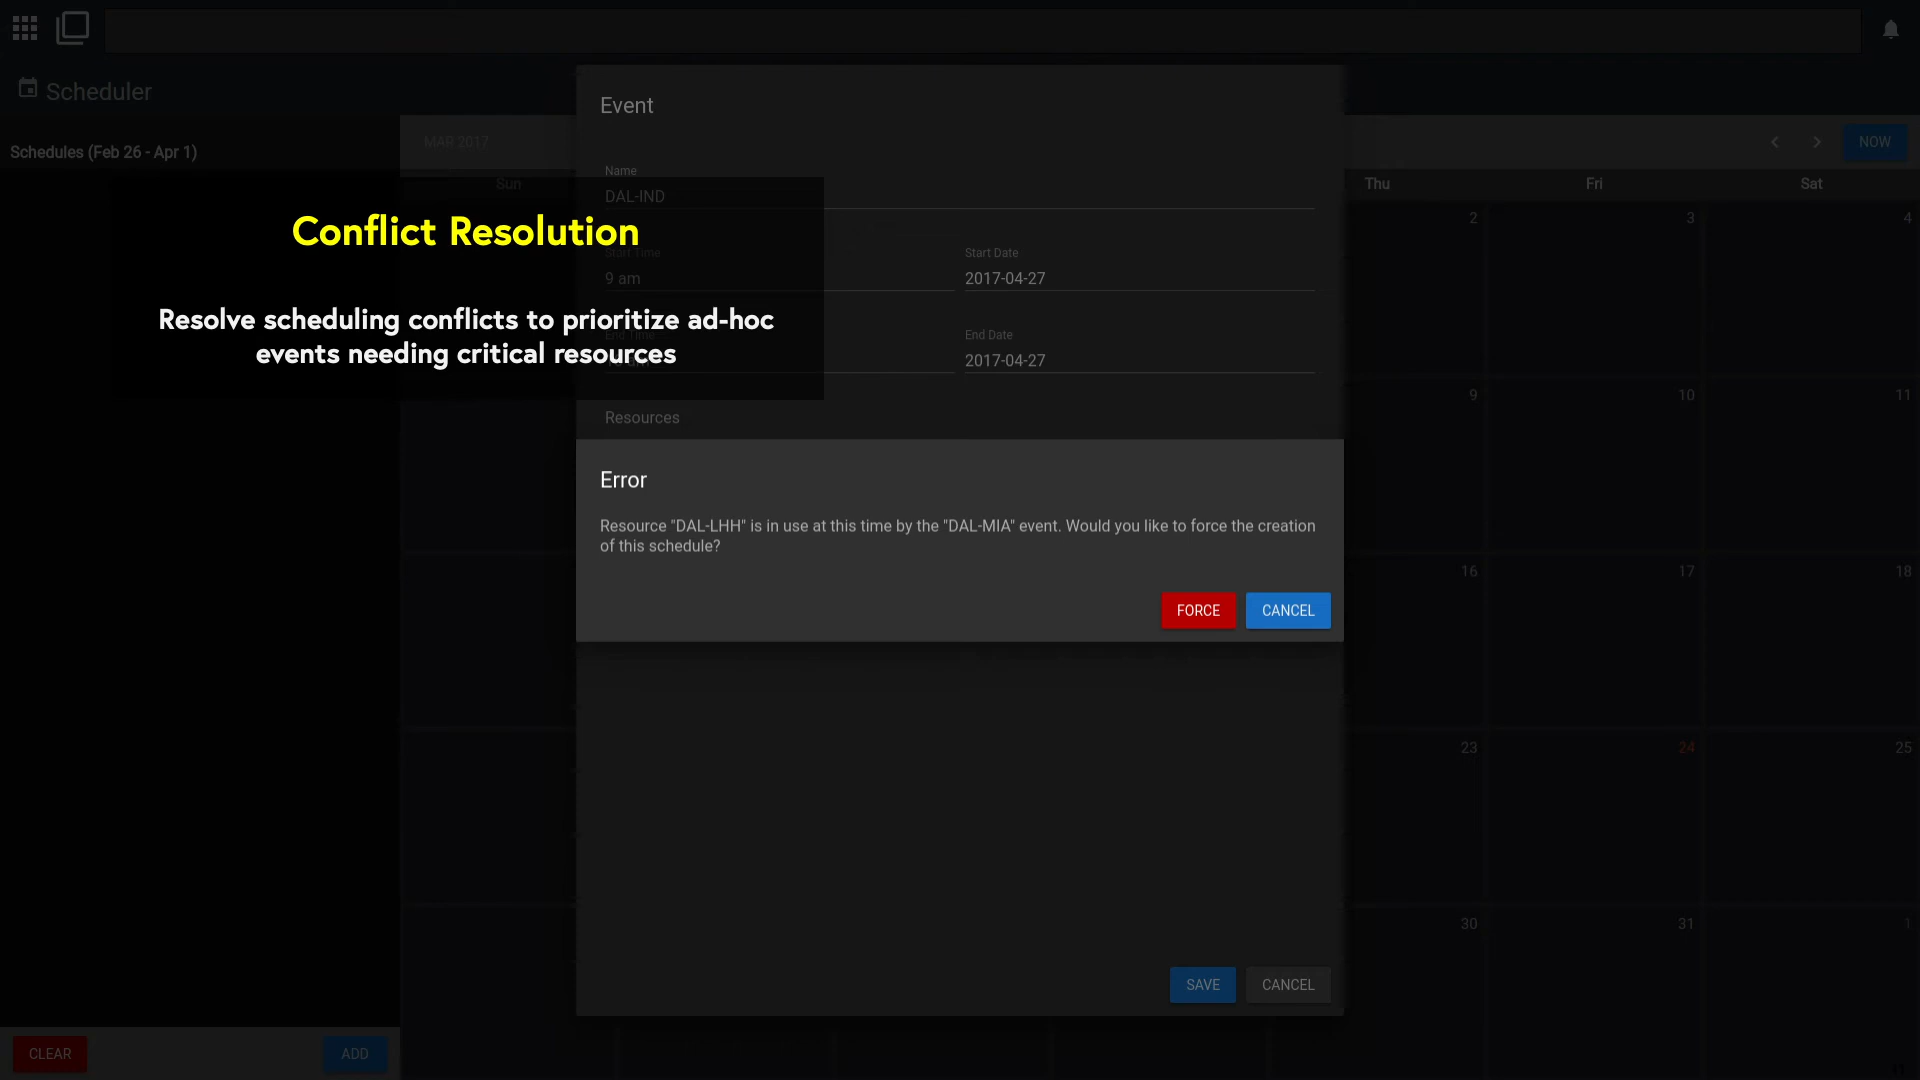 Scheduler
Schedules (Feb 26 - Apr 1)
MAR 2017
NOW
Sun
Thu
Fri
Sat
Conflict Resolution
Resolve scheduling conflicts to prioritize ad-hoc
events needing critical resources
Event
Name
DAL-IND
Start Time
9 am
Start Date
2017-04-27
End Time
End Date
2017-04-27
Resources
Error
Resource "DAL-LHH" is in use at this time by the "DAL-MIA" event. Would you like to force the creation
of this schedule?
FORCE
CANCEL
2
3
4
9
10
11
16
17
18
23
24
25
30
31
1
SAVE
CANCEL
CLEAR
ADD